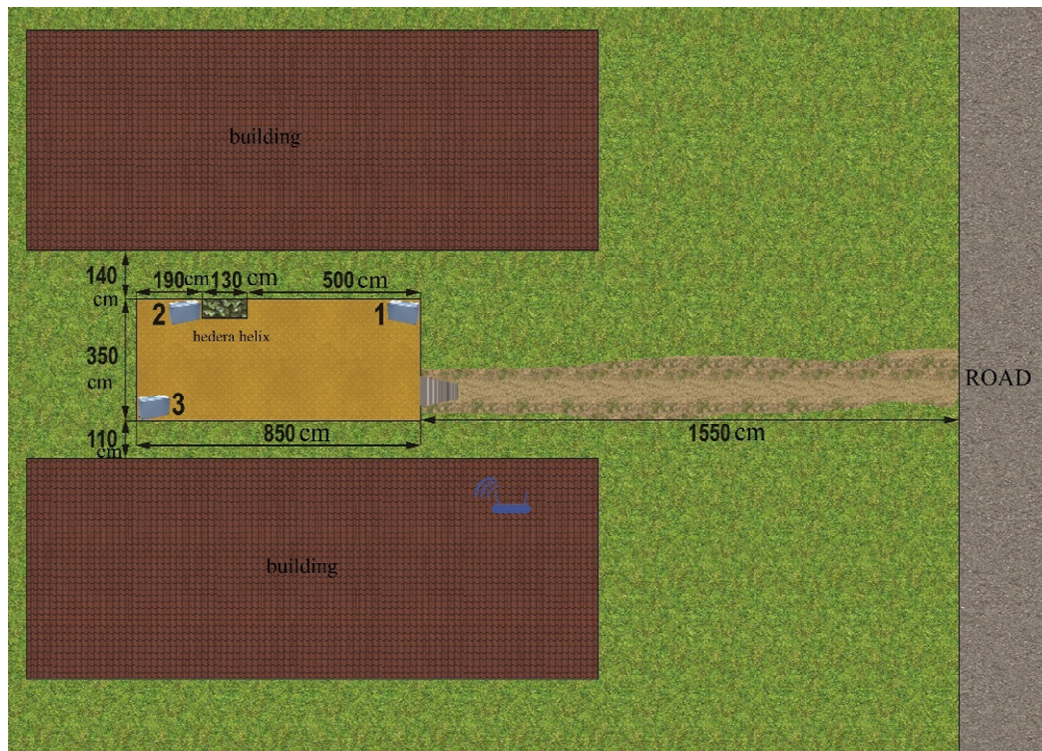 building
140
cm
190cm 130 cm 500 cm
2 1
hedera helix
350
cm
ROAD
3
110
cm
850 cm
1550 cm
building